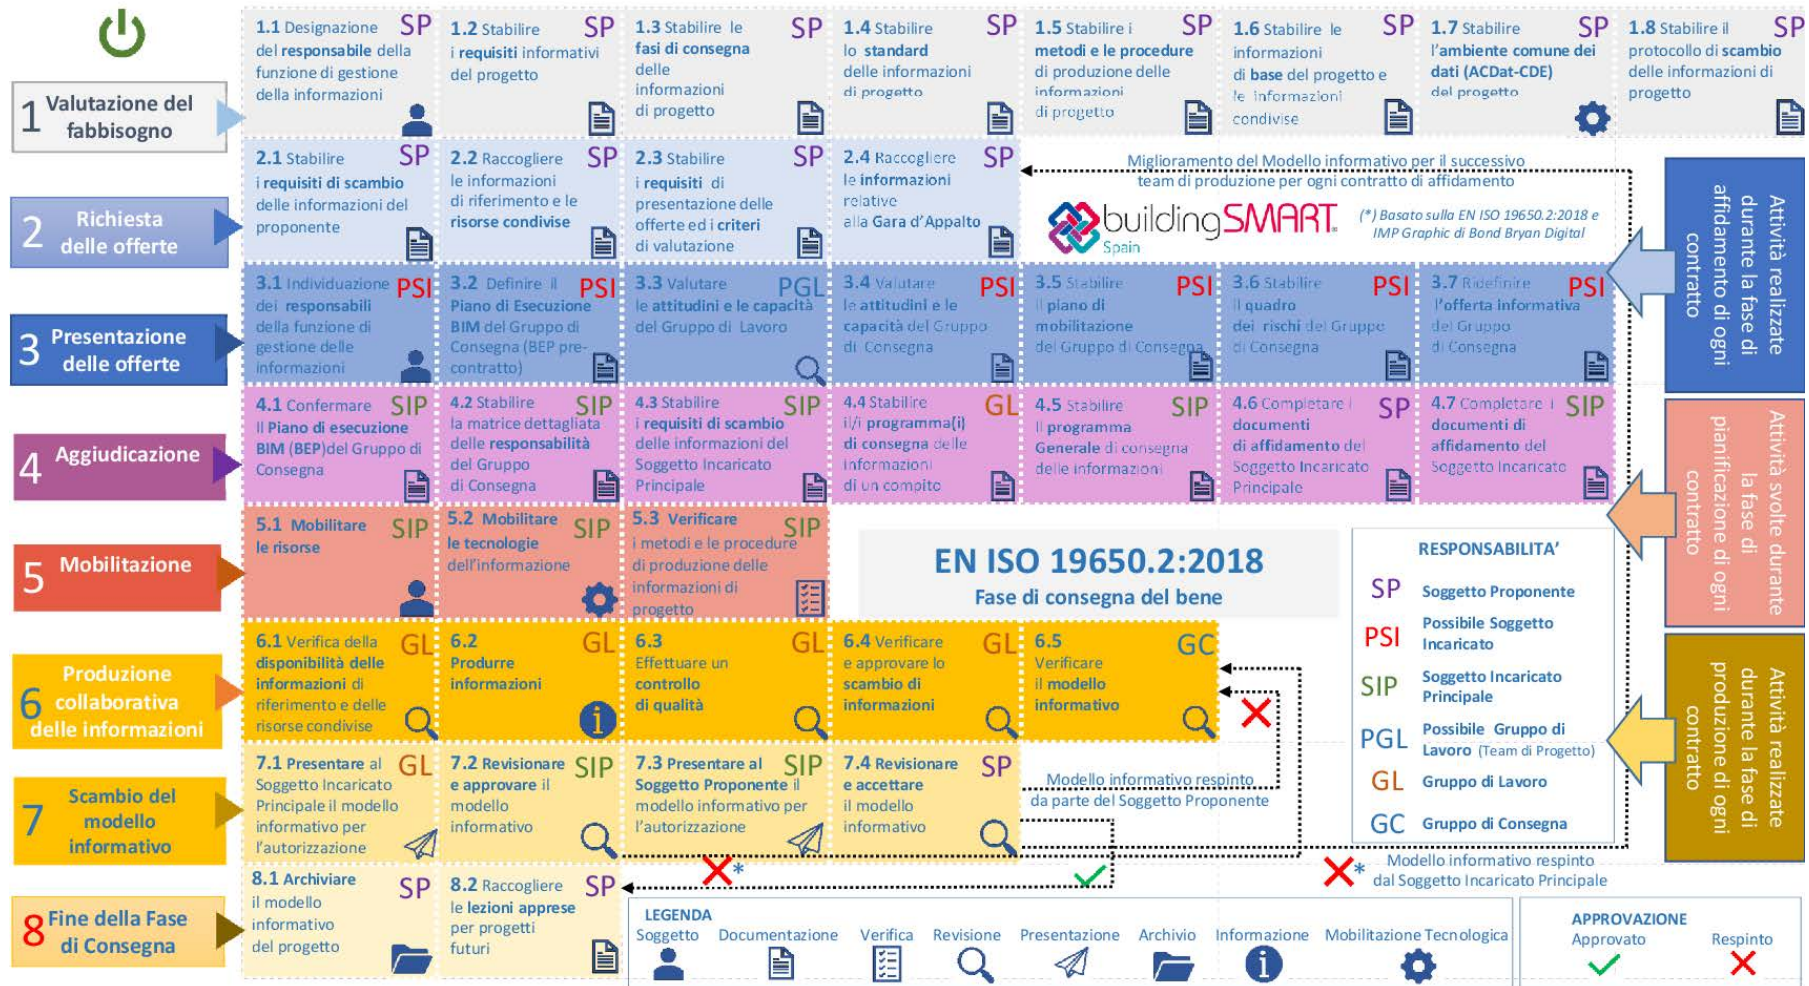 1 Valutazione del
fabbisogno
1.1 Designazione SP
del responsabile della
funzione di gestione
della informazioni
1.2 Stabilire SP
i requisiti informativi
del progetto
1.3 Stabilire le SP
fasi di consegna
delle
informazioni
di progetto
1.4 Stabilire SP
lo standard
delle informazioni
di progetto
1.5 Stabilire i SP
metodi e le procedure
di produzione delle
informazioni
di progetto
1.6 Stabilire le SP
informazioni
di base del progetto e
le informazioni
condivise
1.7 Stabilire SP
l'ambiente comune dei
dati (ACDat-CDE)
del progetto
1.8 Stabilire il SP
protocollo di scambio
delle informazioni di
progetto
2 Richiesta
delle offerte
2.1 Stabilire SP
i requisiti di scambio
delle informazioni del
proponente
2.2 Raccogliere SP
le informazioni
di riferimento e le
risorse condivise
2.3 Stabilire SP
i requisiti di
presentazione delle
offerte ed i criteri
di valutazione
2.4 Raccogliere SP
le informazioni
relative
alla Gara d'Appalto
Miglioramento del Modello informativo per il successivo
team di produzione per ogni contratto di affidamento
buildingSMART®
Spain
(*) Basato sulla EN ISO 19650.2:2018 e
IMP Graphic di Bond Bryan Digital
3 Presentazione
delle offerte
3.1 Individuazione PSI
dei responsabili
della funzione di
gestione delle
informazioni
3.2 Definire il PSI
Piano di Esecuzione
BIM del Gruppo di
Consegna (BEP pre-
contratto)
3.3 Valutare PGL
le attitudini e le capacità
del Gruppo di Lavoro
3.4 Valutare PSI
le attitudini e le
capacità del Gruppo
di Consegna
3.5 Stabilire PSI
Il piano di
mobilitazione
del Gruppo di Consegna
3.6 Stabilire PSI
Il quadro
dei rischi del Gruppo
di Consegna
3.7 Ridefinire PSI
l'offerta informativa
del Gruppo
di Consegna
4 Aggiudicazione
4.1 Confermare SIP
Il Piano di esecuzione
BIM (BEP)del Gruppo di
Consegna
4.2 Stabilire SIP
la matrice dettagliata
delle responsabilità
del Gruppo
di Consegna
4.3 Stabilire SIP
i requisiti di scambio
delle informazioni del
Soggetto Incaricato
Principale
4.4 Stabilire GL
il/i programma(i)
di consegna delle
informazioni
di un compito
4.5 Stabilire SIP
Il programma
Generale di consegna
delle informazioni
4.6 Completare i SP
documenti
di affidamento del
Soggetto Incaricato
Principale
4.7 Completare i SIP
documenti di
affidamento del
Soggetto Incaricato
5 Mobilitazione
5.1 Mobilitare SIP
le risorse
5.2 Mobilitare SIP
le tecnologie
dell'informazione
5.3 Verificare SIP
i metodi e le procedure
di produzione delle
informazioni di
progetto
EN ISO 19650.2:2018
Fase di consegna del bene
6 Produzione
collaborativa
delle informazioni
6.1 Verifica della GL
disponibilità delle
informazioni di
riferimento e delle
risorse condivise
6.2 GL
Produrre
informazioni
6.3 GL
Effettuare un
controllo
di qualità
6.4 Verificare GL
e approvare lo
scambio di
informazioni
6.5 GC
Verificare
il modello
informativo
7 Scambio del
modello
informativo
7.1 Presentare al GL
Soggetto Incaricato
Principale il modello
informativo per
l'autorizzazione
7.2 Revisionare SIP
e approvare il
modello
informativo
7.3 Presentare al SIP
Soggetto Proponente il
modello informativo per
l'autorizzazione
7.4 Revisionare SP
e accettare
il modello
informativo
Modello informativo respinto
da parte del Soggetto Proponente
*
* Modello informativo respinto
dal Soggetto Incaricato Principale
8 Fine della Fase
di Consegna
8.1 Archiviare SP
il modello
informativo
del progetto
8.2 Raccogliere SP
le lezioni apprese
per progetti
futuri
RESPONSABILITA'
SP Soggetto Proponente
PSI Possibile Soggetto
Incaricato
SIP Soggetto Incaricato
Principale
PGL Possibile Gruppo di
Lavoro (Team di Progetto)
GL Gruppo di Lavoro
GC Gruppo di Consegna
Attività realizzate
durante la fase di
affidamento di ogni
contratto
Attività svolte durante
la fase di
pianificazione di ogni
contratto
Attività realizzate
durante la fase di
produzione di ogni
contratto
LEGENDA
Soggetto Documentazione Verifica Revisione Presentazione Archivio Informazione Mobilitazione Tecnologica
APPROVAZIONE
Approvato Respinto